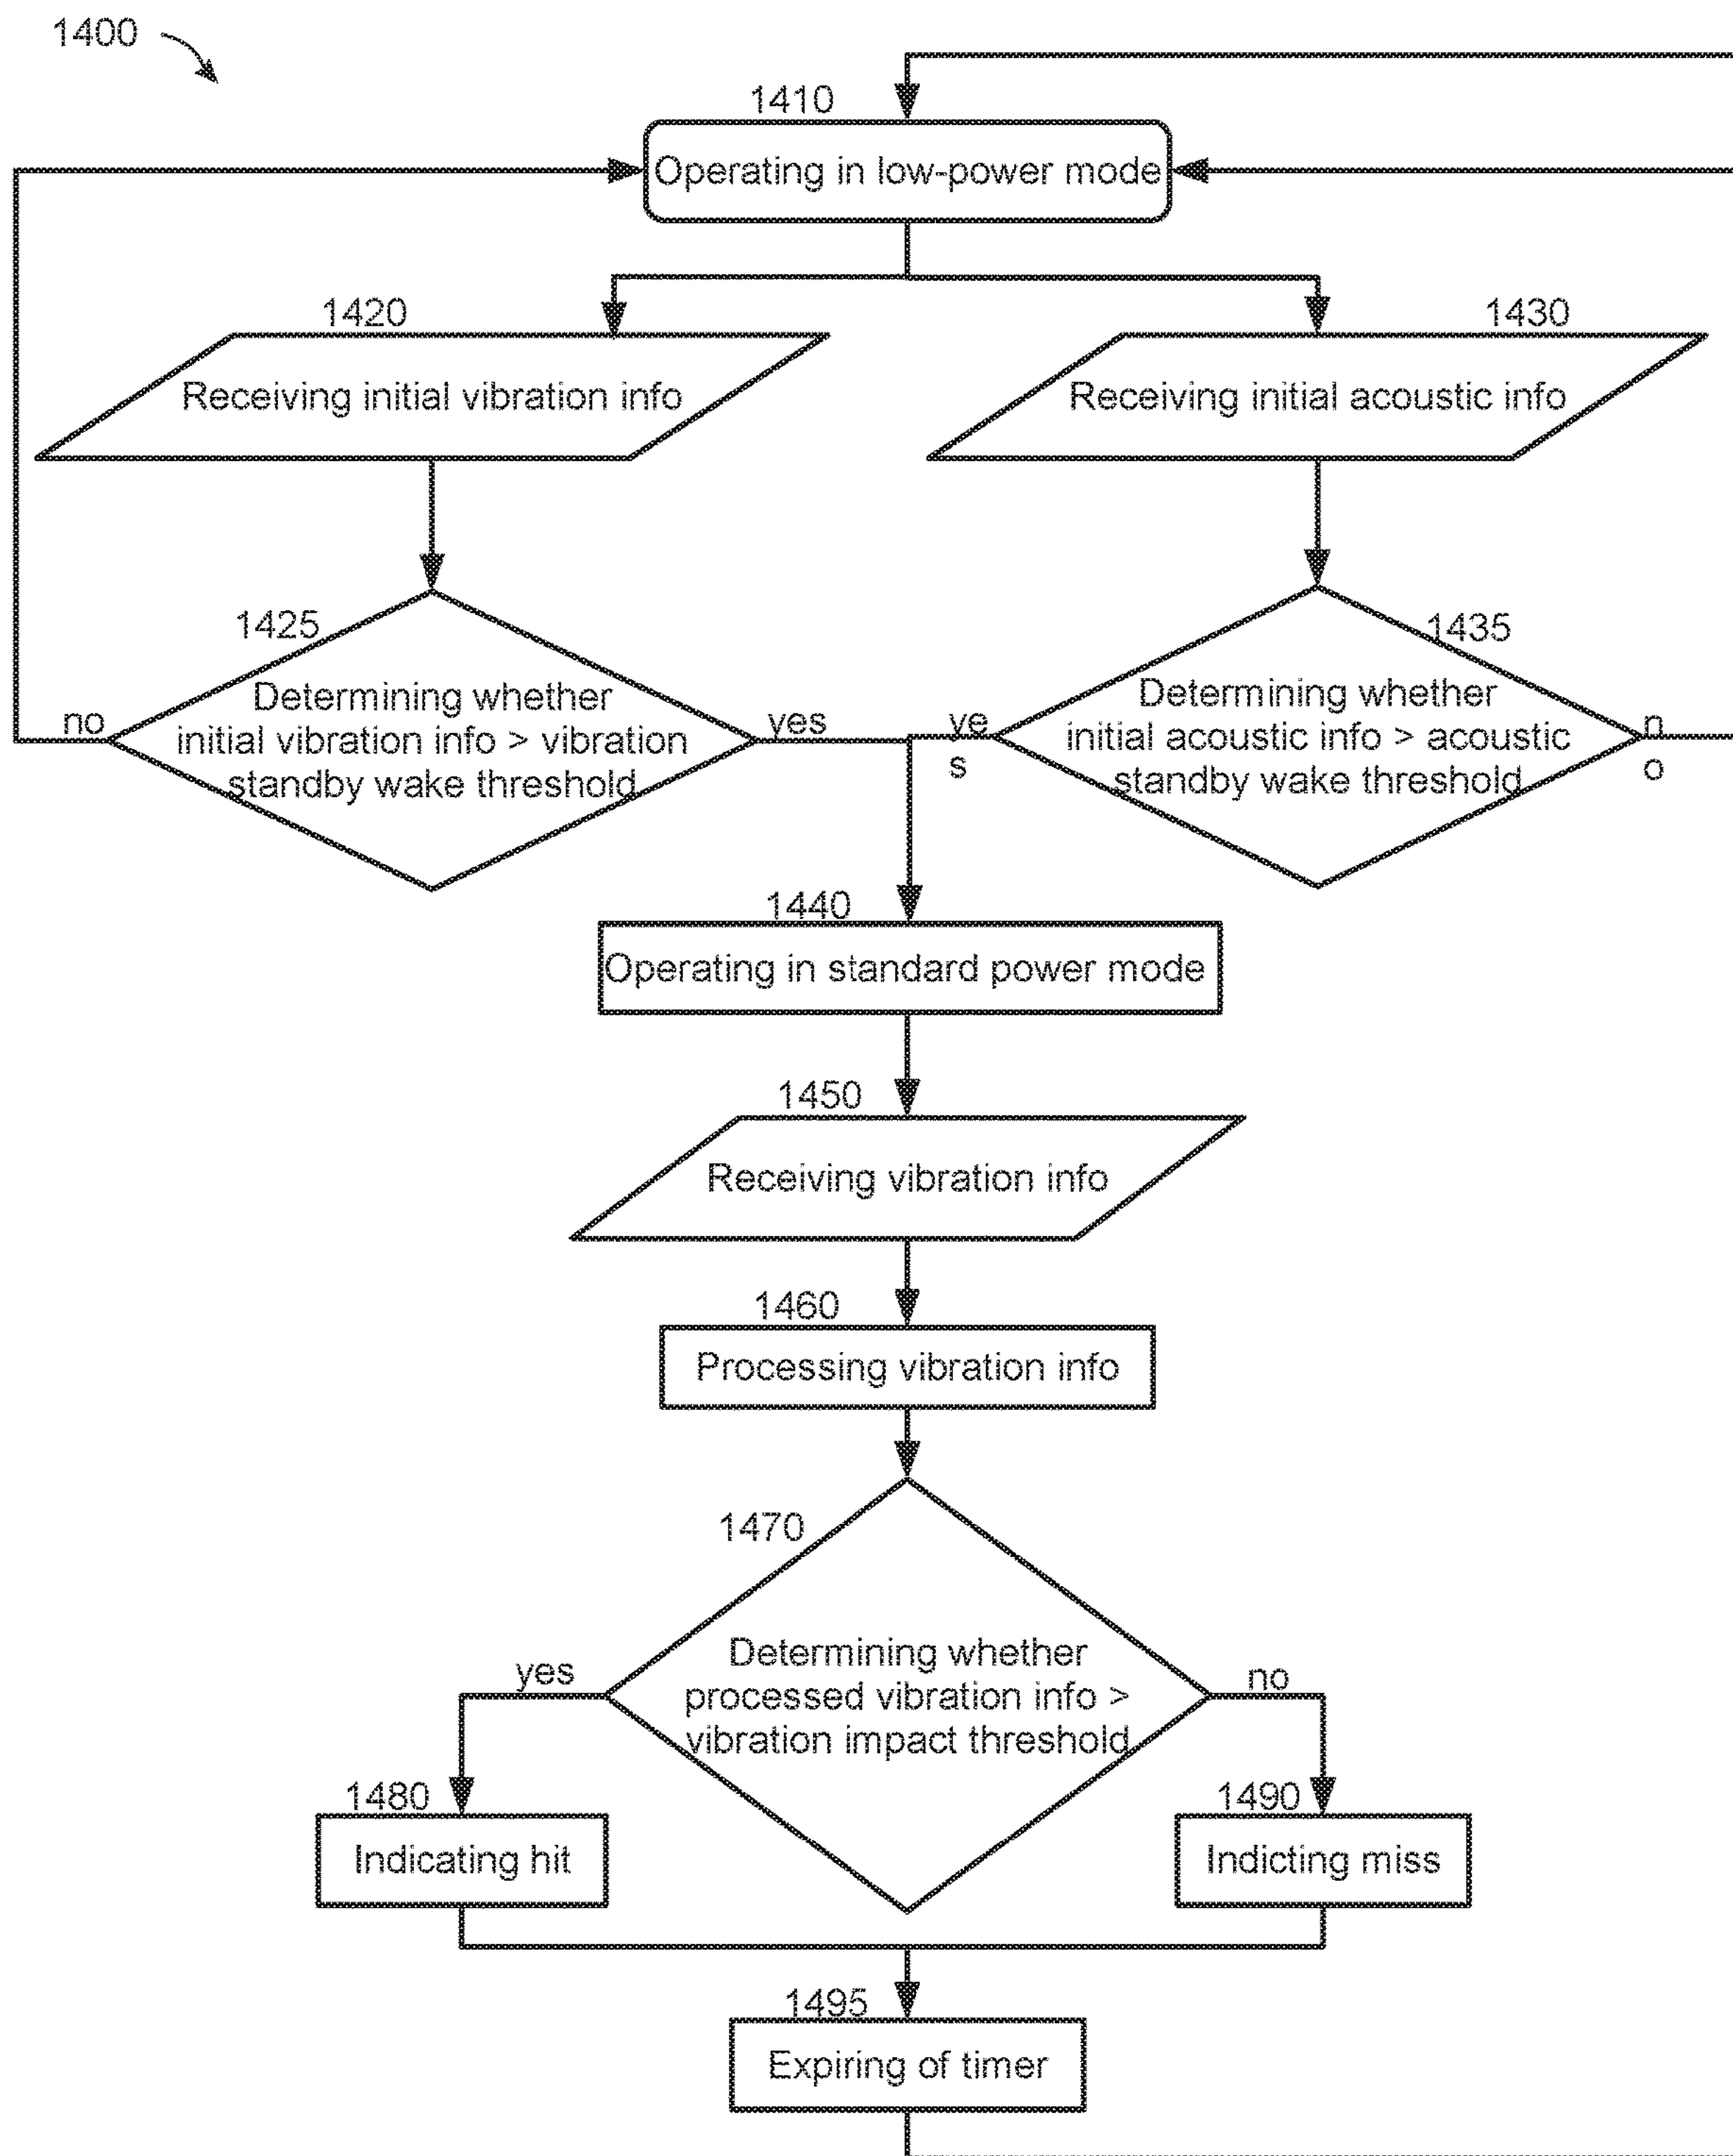 1400
1410
Operating in low-power mode
1420
1430
Receiving initial vibration info
Receiving initial acoustic info
1425
1435
Determining whether
initial vibration info > vibration
standby wake threshold
no
yes
ye
s
Determining whether
initial acoustic info > acoustic
standby wake threshold
n
o
1440
Operating in standard power mode
1450
Receiving vibration info
1460
Processing vibration info
1470
Determining whether
processed vibration info >
vibration impact threshold
yes
no
1480
1490
Indicating hit
Indicting miss
1495
Expiring of timer